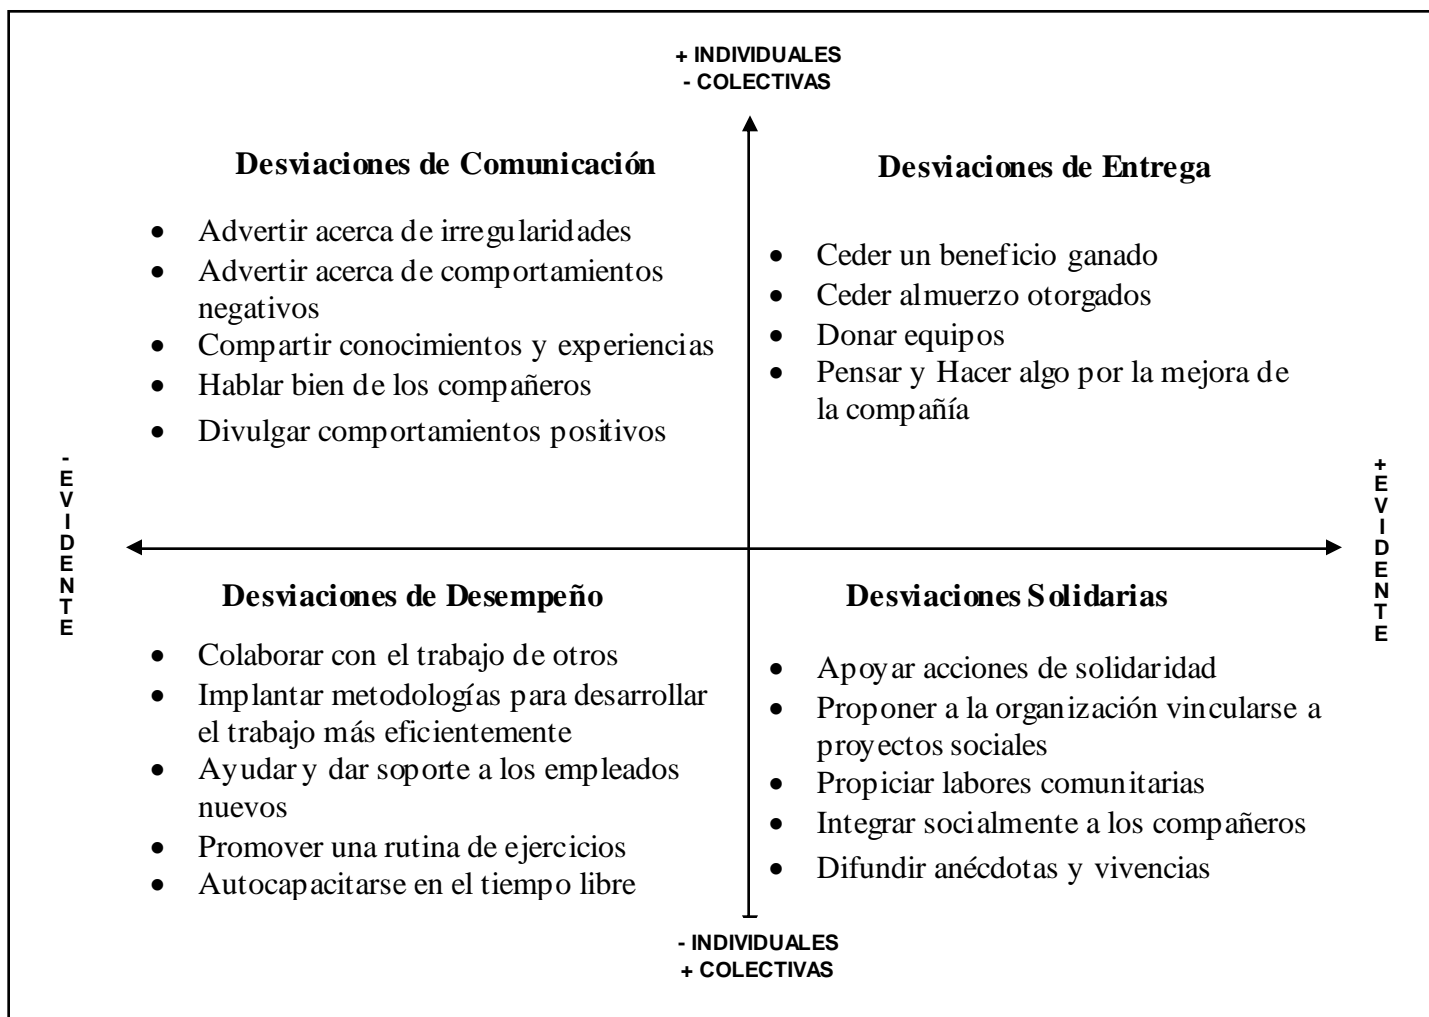 + INDIVIDUALES
- COLECTIVAS
Desviaciones de Comunicación
• Advertir acerca de irregularidades
• Advertir acerca de comportamientos
negativos
• Compartir conocimientos y experiencias
• Hablar bien de los compañeros
• Divulgar comportamientos positivos
Desviaciones de Entrega
• Ceder un beneficio ganado
• Ceder almuerzo otorgados
• Donar equipos
• Pensar y Hacer algo por la mejora de
la compañía
- EVIDENTE
+ EVIDENTE
Desviaciones de Desempeño
• Colaborar con el trabajo de otros
• Implantar metodologías para desarrollar
el trabajo más eficientemente
• Ayudar y dar soporte a los empleados
nuevos
• Promover una rutina de ejercicios
• Autocapacitarse en el tiempo libre
Desviaciones Solidarias
• Apoyar acciones de solidaridad
• Proponer a la organización vincularse a
proyectos sociales
• Propiciar labores comunitarias
• Integrar socialmente a los compañeros
• Difundir anécdotas y vivencias
- INDIVIDUALES
+ COLECTIVAS